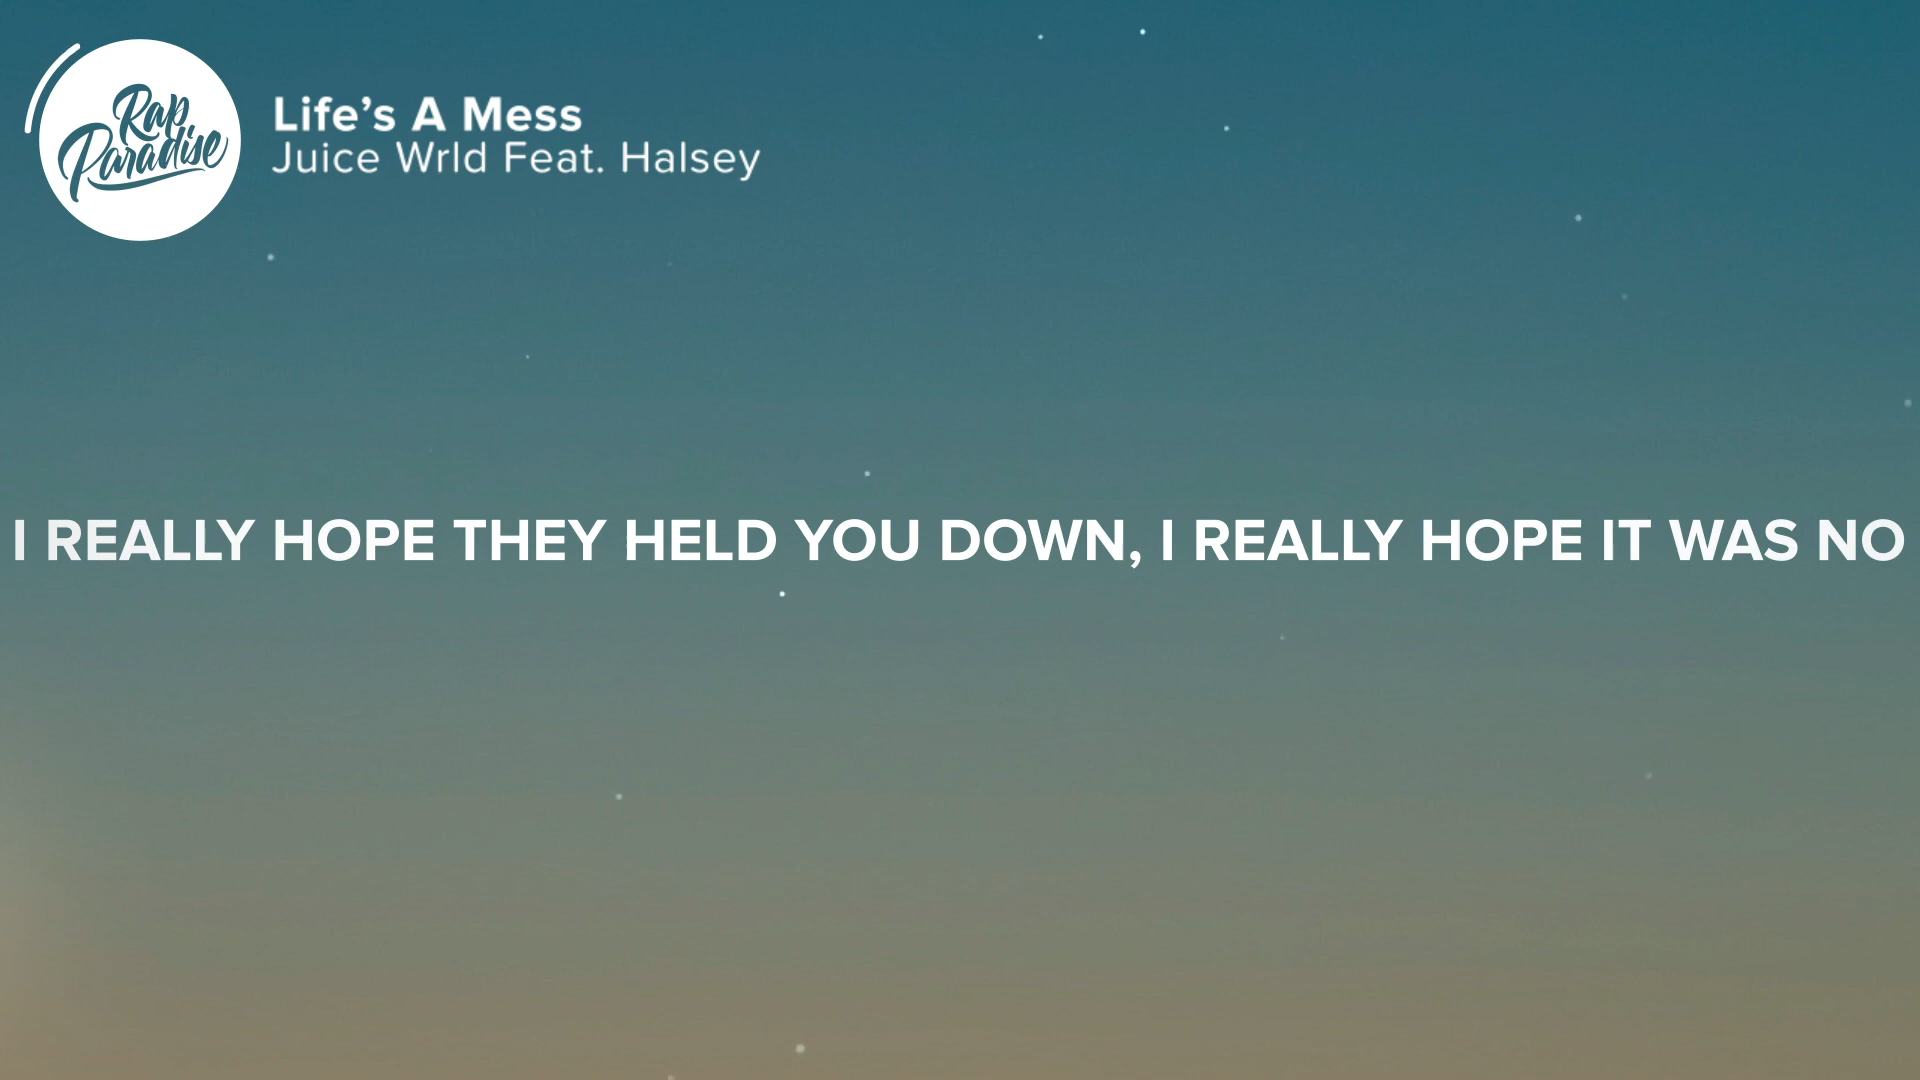 Rap
Paradise
Life’s A Mess
Juice Wrld Feat. Halsey
I REALLY HOPE THEY HELD YOU DOWN, I REALLY HOPE IT WAS NO